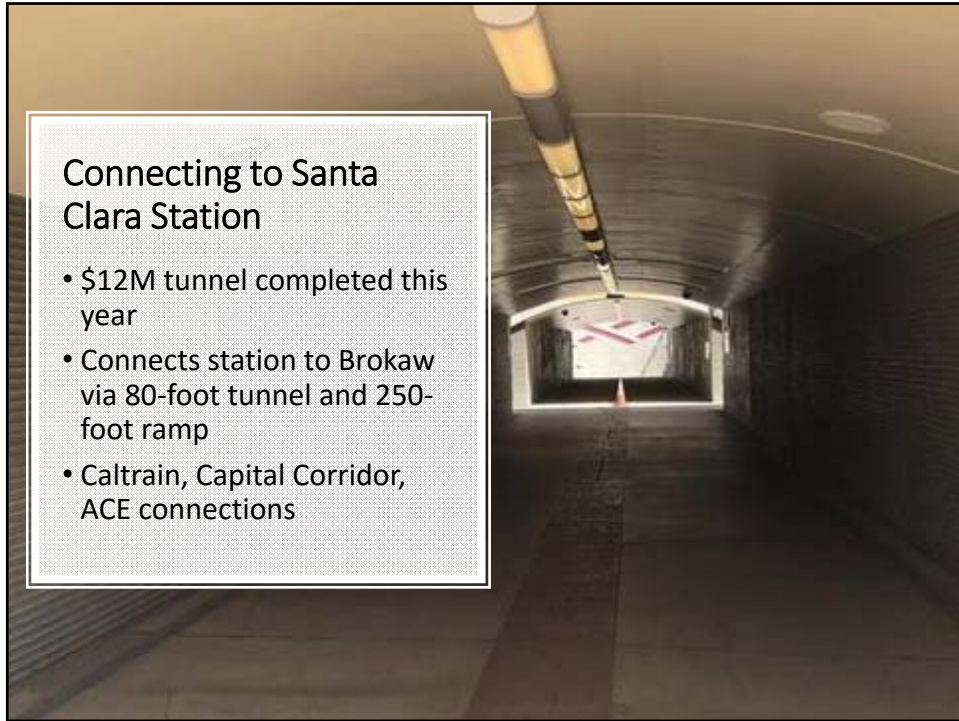 Connecting to Santa
Clara Station
• $12M tunnel completed this
year
• Connects station to Brokaw
via 80-foot tunnel and 250-
foot ramp
• Caltrain, Capital Corridor,
ACE connections